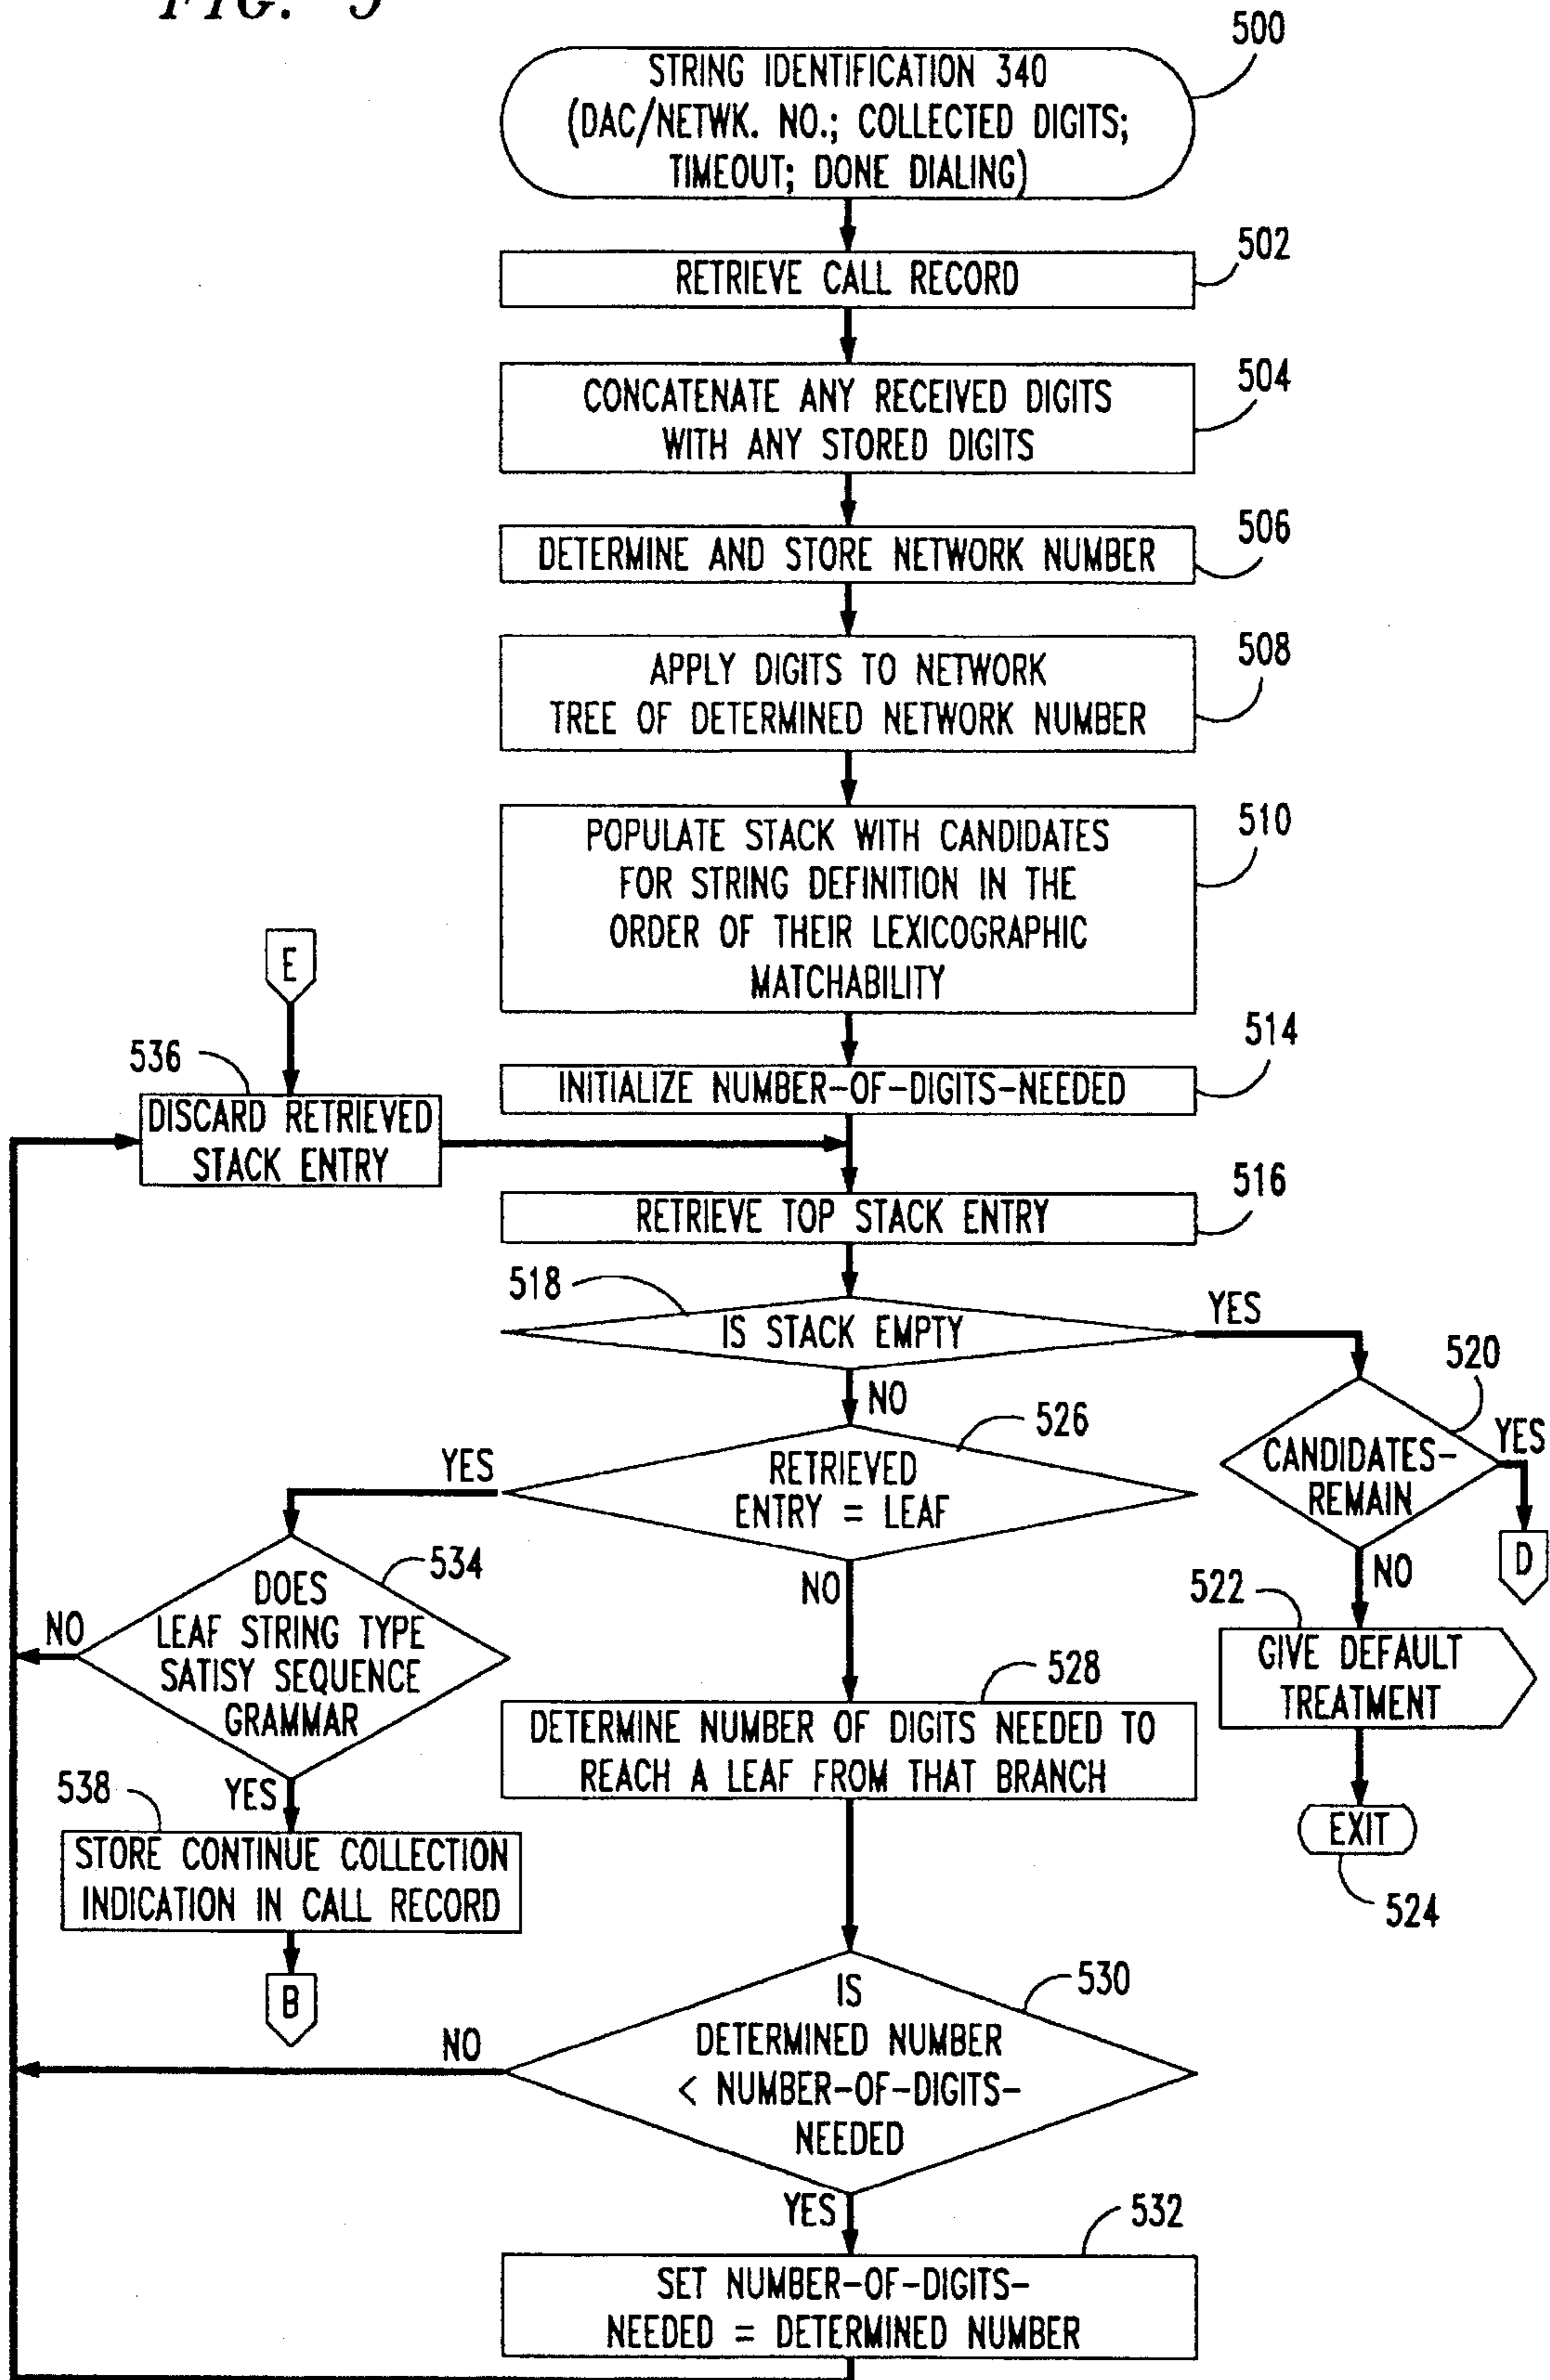 FIG. 5
500
STRING IDENTIFICATION 340
(DAC/NETWK. NO.; COLLECTED DIGITS;
TIMEOUT; DONE DIALING)
502
RETRIEVE CALL RECORD
504
CONCATENATE ANY RECEIVED DIGITS
WITH ANY STORED DIGITS
506
DETERMINE AND STORE NETWORK NUMBER
508
APPLY DIGITS TO NETWORK
TREE OF DETERMINED NETWORK NUMBER
510
POPULATE STACK WITH CANDIDATES
FOR STRING DEFINITION IN THE
ORDER OF THEIR LEXICOGRAPHIC
MATCHABILITY
E
514
INITIALIZE NUMBER-OF-DIGITS-NEEDED
536
DISCARD RETRIEVED
STACK ENTRY
516
RETRIEVE TOP STACK ENTRY
518
IS STACK EMPTY
YES
NO
520
CANDIDATES-
REMAIN
YES
D
NO
522
GIVE DEFAULT
TREATMENT
EXIT
524
526
RETRIEVED
ENTRY = LEAF
YES
NO
534
DOES
LEAF STRING TYPE
SATISY SEQUENCE
GRAMMAR
NO
YES
538
STORE CONTINUE COLLECTION
INDICATION IN CALL RECORD
B
528
DETERMINE NUMBER OF DIGITS NEEDED TO
REACH A LEAF FROM THAT BRANCH
530
IS
DETERMINED NUMBER
< NUMBER-OF-DIGITS-
NEEDED
NO
YES
532
SET NUMBER-OF-DIGITS-
NEEDED = DETERMINED NUMBER